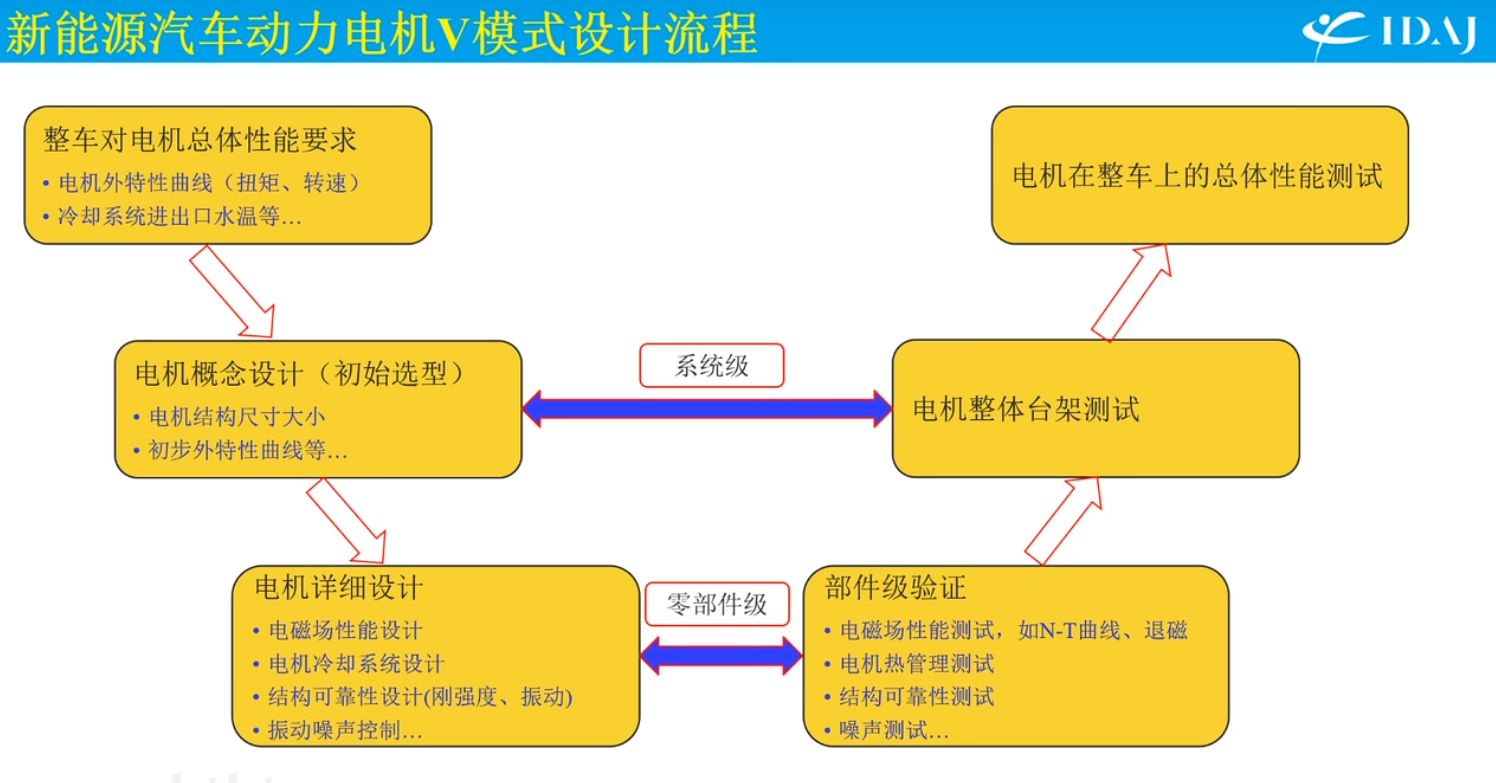 新能源汽车动力电机V模式设计流程
IDAJ
整车对电机总体性能要求
• 电机外特性曲线（扭矩、转速）
• 冷却系统进出口水温等…
电机在整车上的总体性能测试
电机概念设计（初始选型）
• 电机结构尺寸大小
• 初步外特性曲线等…
系统级
电机整体台架测试
电机详细设计
• 电磁场性能设计
• 电机冷却系统设计
• 结构可靠性设计(刚强度、振动)
• 振动噪声控制…
零部件级
部件级验证
• 电磁场性能测试，如N-T曲线、退磁
• 电机热管理测试
• 结构可靠性测试
• 噪声测试…